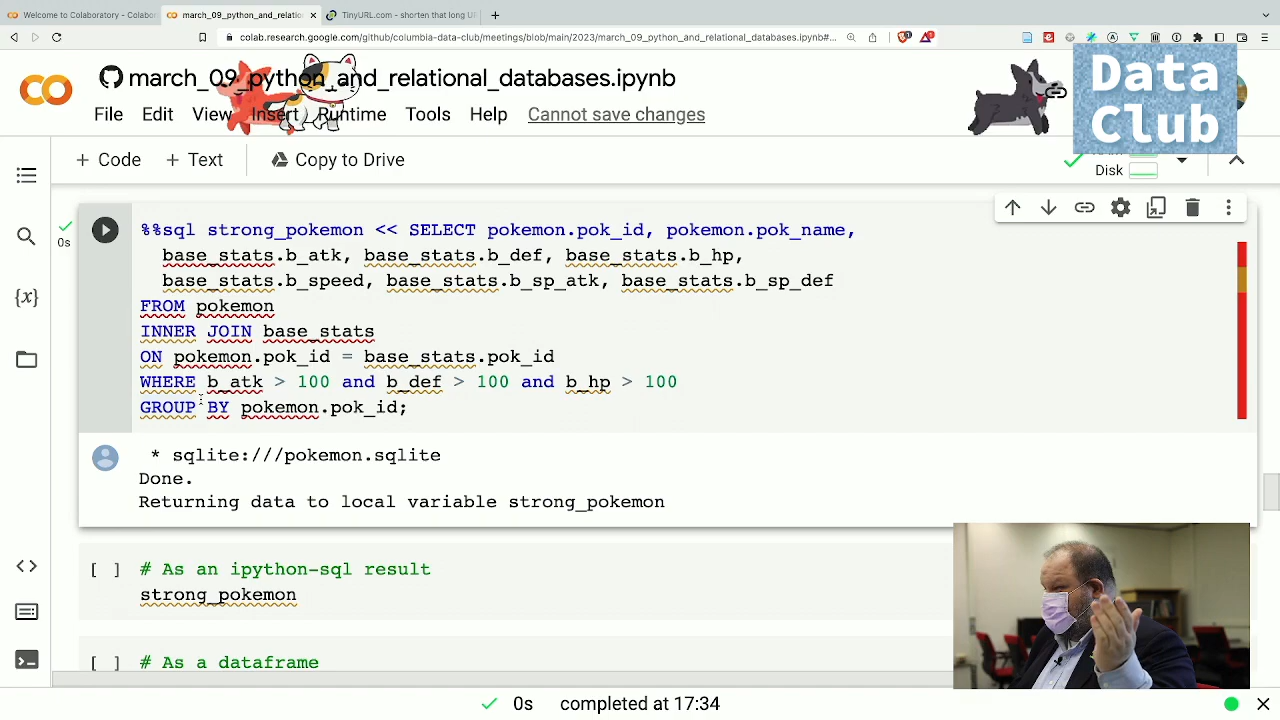 Welcome to Colaboratory - Colabor
march_09_python_and_relatio
TinyURL.com - shorten that long U
colab.research.google.com/github/columbia-data-club/meetings/blob/main/2023/march_09_python_and_relational_databases.ipynb#...
march_09_python_and_relational_databases.ipynb
File Edit View Insert Runtime Tools Help Cannot save changes
Data
Club
+ Code + Text Copy to Drive
Disk
%%sql strong_pokemon << SELECT pokemon.pok_id, pokemon.pok_name,
base_stats.b_atk, base_stats.b_def, base_stats.b_hp,
base_stats.b_speed, base_stats.b_sp_atk, base_stats.b_sp_def
FROM pokemon
INNER JOIN base_stats
ON pokemon.pok_id = base_stats.pok_id
WHERE b_atk > 100 and b_def > 100 and b_hp > 100
GROUP BY pokemon.pok_id;
0s
* sqlite:///pokemon.sqlite
Done.
Returning data to local variable strong_pokemon
[ ] # As an ipython-sql result
strong_pokemon
[ ] # As a dataframe
0s completed at 17:34